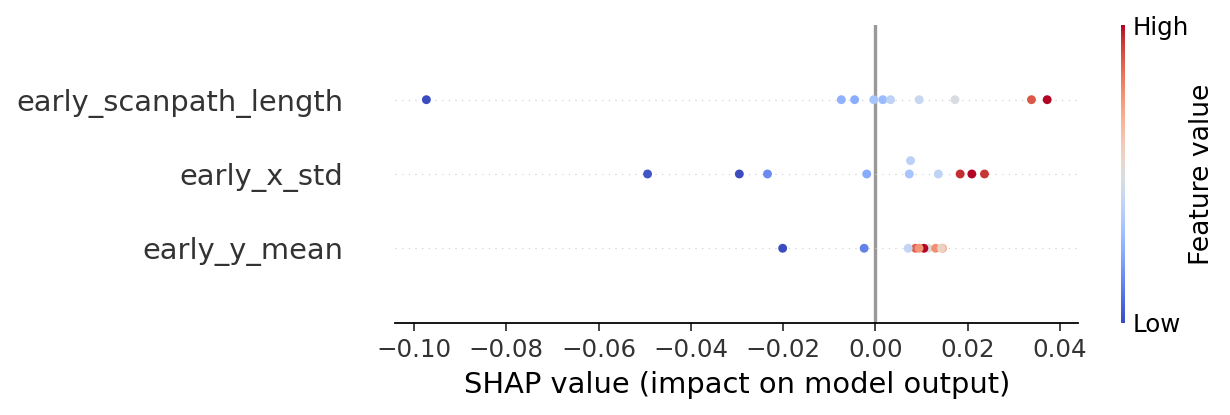 High
early_scanpath_length
early_x_std
early_y_mean
Feature value
Low
−0.10 −0.08 −0.06 −0.04 −0.02 0.00 0.02 0.04
SHAP value (impact on model output)